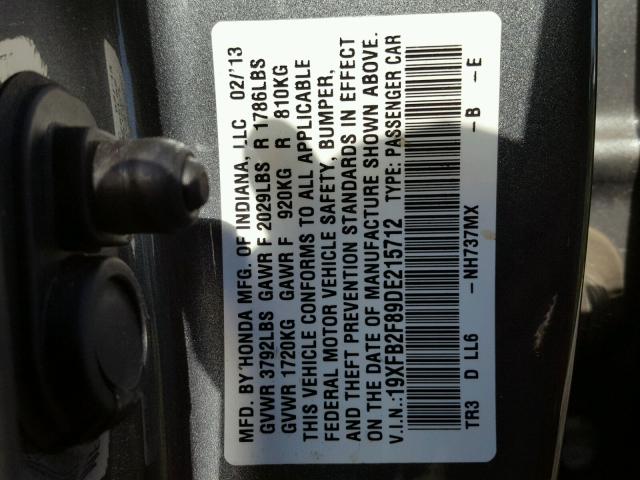 MFD. BY HONDA MFG. OF INDIANA, LLC 02/'13
GVWR 3792LBS GAWR F 2029LBS R 1786LBS
GVWR 1720KG GAWR F 920KG R 810KG
THIS VEHICLE CONFORMS TO ALL APPLICABLE
FEDERAL MOTOR VEHICLE SAFETY, BUMPER,
AND THEFT PREVENTION STANDARDS IN EFFECT
ON THE DATE OF MANUFACTURE SHOWN ABOVE.
V.I.N.:19XFB2F89DE215712 TYPE: PASSENGER CAR
TR3 D LL6 -NH737MX -B -E